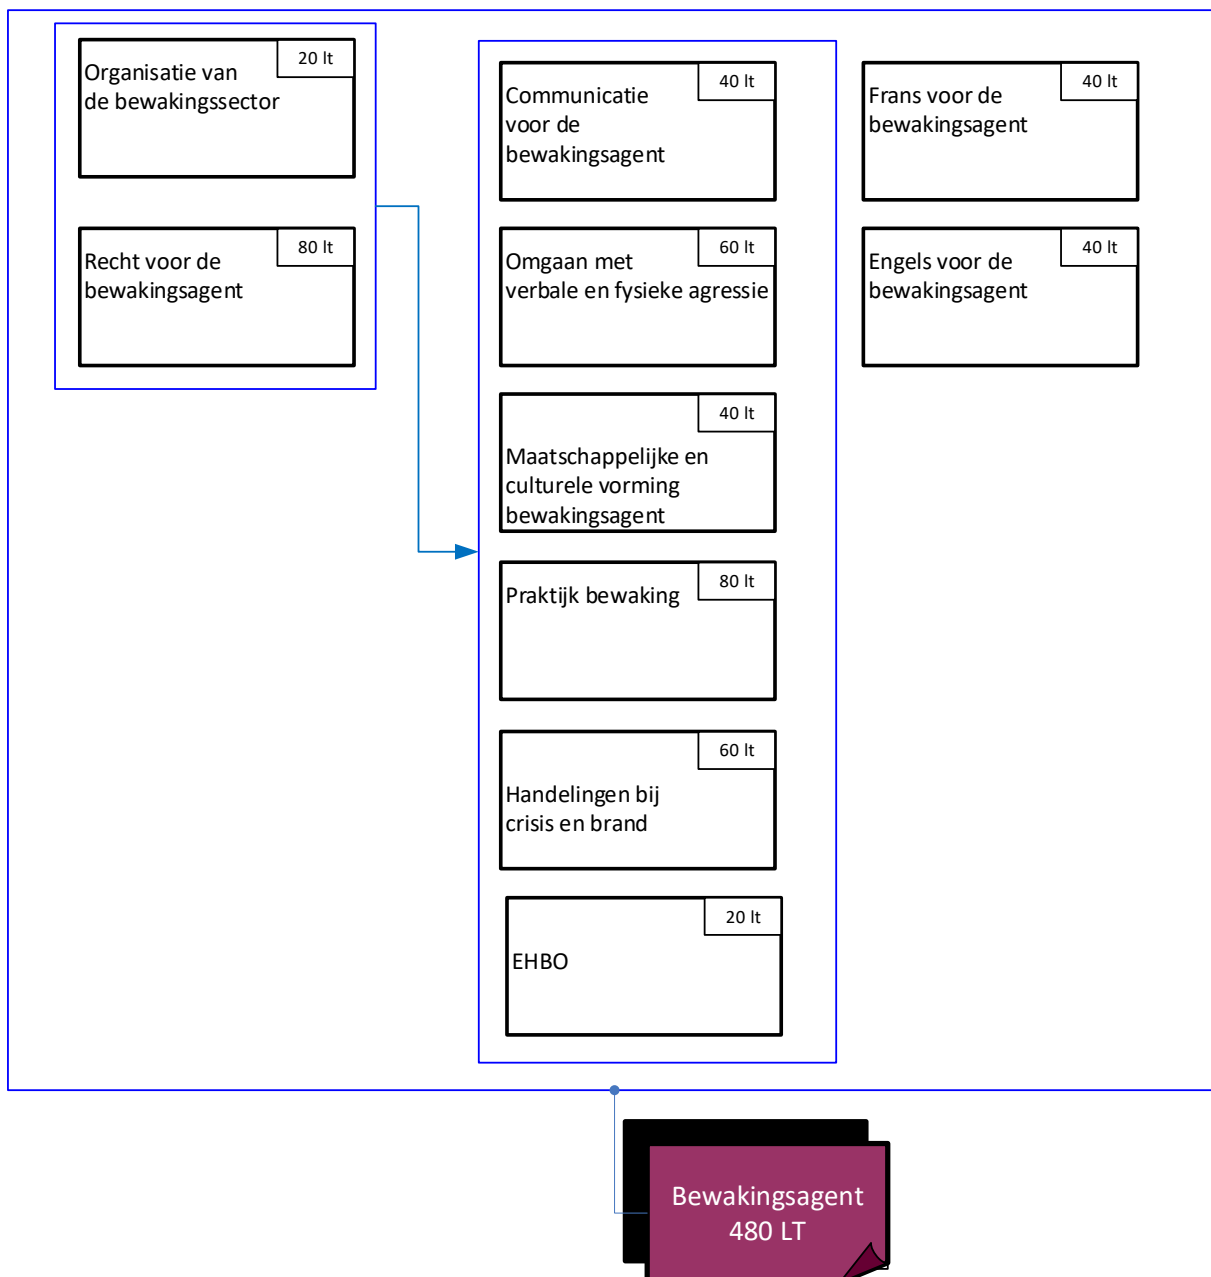 20 lt
Organisatie van
de bewakingssector
80 lt
Recht voor de
bewakingsagent
40 lt
Communicatie
voor de
bewakingsagent
60 lt
Omgaan met
verbale en fysieke agressie
40 lt
Maatschappelijke en
culturele vorming
bewakingsagent
80 lt
Praktijk bewaking
60 lt
Handelingen bij
crisis en brand
20 lt
EHBO
40 lt
Frans voor de
bewakingsagent
40 lt
Engels voor de
bewakingsagent
Bewakingsagent
480 LT